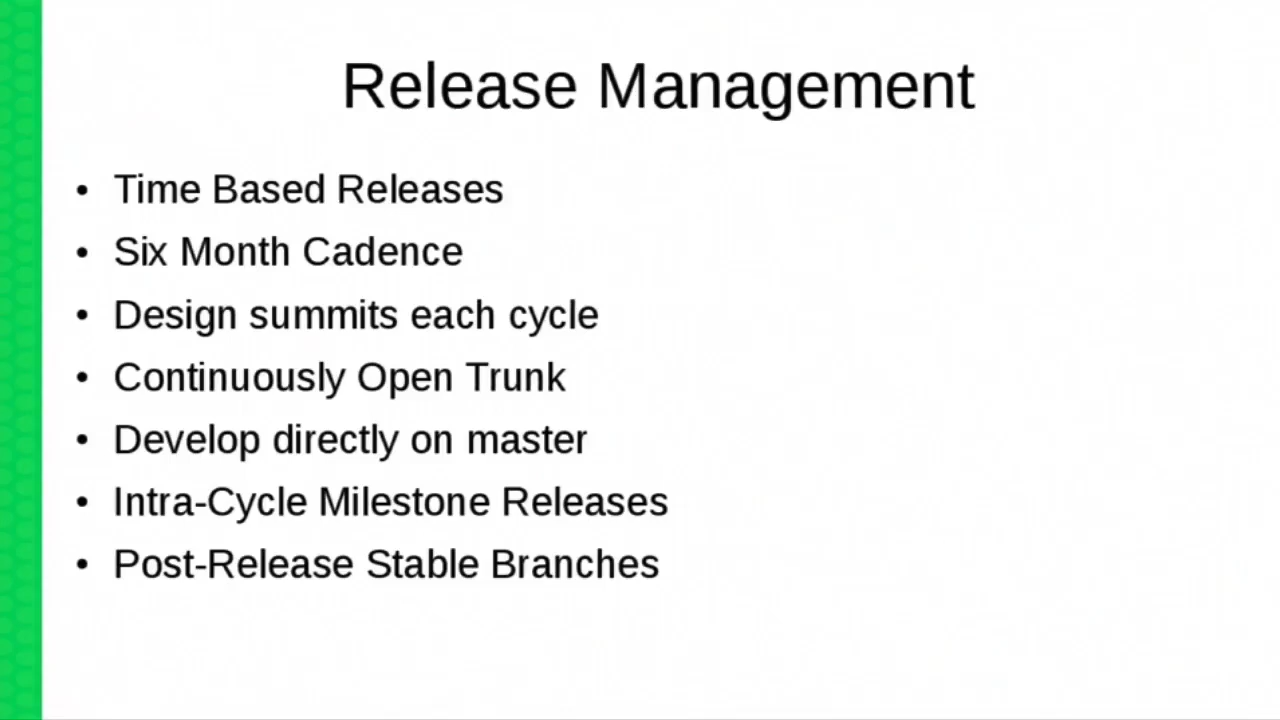 Release Management
• Time Based Releases
• Six Month Cadence
• Design summits each cycle
• Continuously Open Trunk
• Develop directly on master
• Intra-Cycle Milestone Releases
• Post-Release Stable Branches